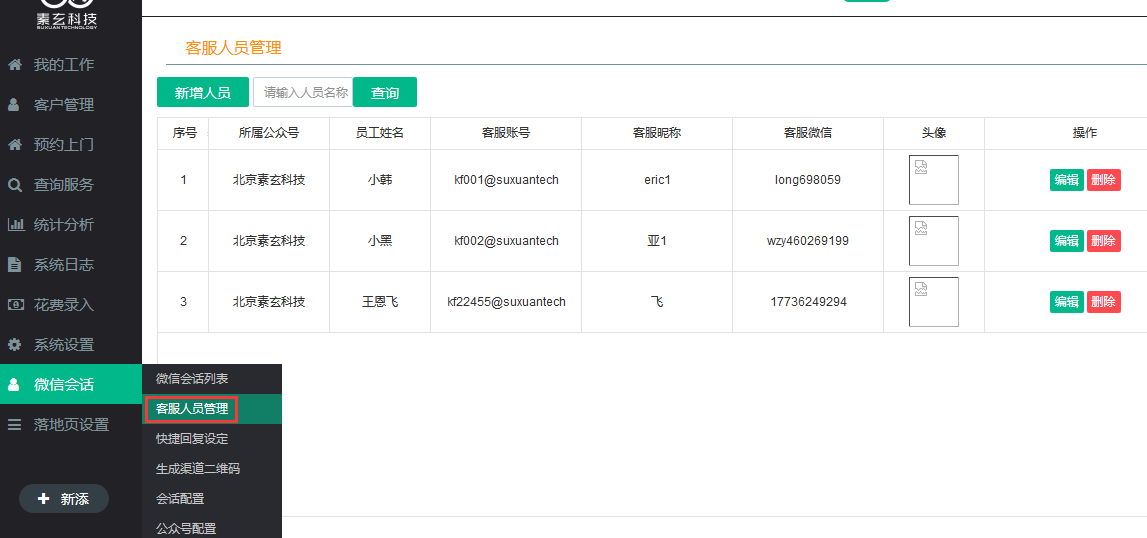 素玄科技
SUXUAN TECHNOLOGY
我的工作
客户管理
预约上门
查询服务
统计分析
系统日志
花费录入
系统设置
微信会话
落地页设置
新添
微信会话列表
客服人员管理
快捷回复设定
生成渠道二维码
会话配置
公众号配置
客服人员管理
新增人员 请输入人员名称 查询
序号 所属公众号 员工姓名 客服账号 客服昵称 客服微信 头像 操作
1 北京素玄科技 小韩 kf001@suxuantech eric1 long698059 编辑 删除
2 北京素玄科技 小黑 kf002@suxuantech 亚1 wzy460269199 编辑 删除
3 北京素玄科技 王恩飞 kf22455@suxuantech 飞 17736249294 编辑 删除